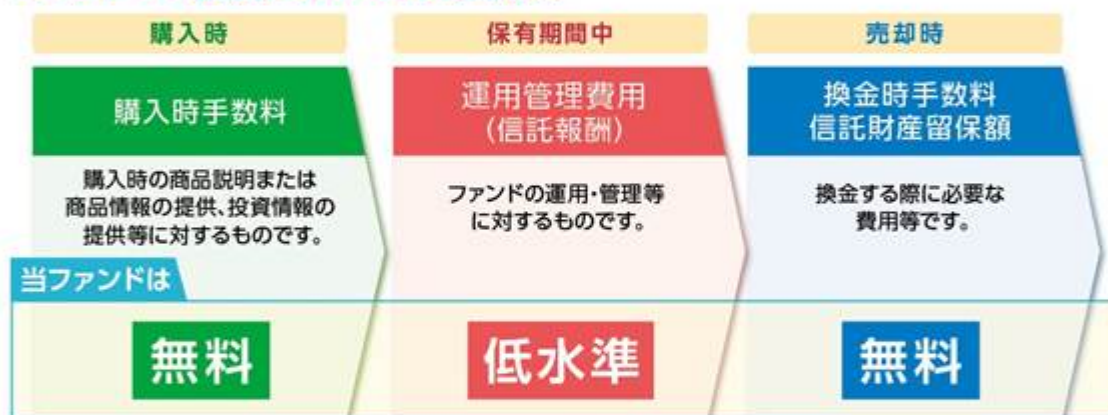 購入時
保有期間中
売却時
購入時手数料
運用管理費用
(信託報酬)
換金時手数料
信託財産留保額
購入時の商品説明または
商品情報の提供、投資情報の
提供等に対するものです。
ファンドの運用・管理等
に対するものです。
換金する際に必要な
費用等です。
当ファンドは
無料
低水準
無料